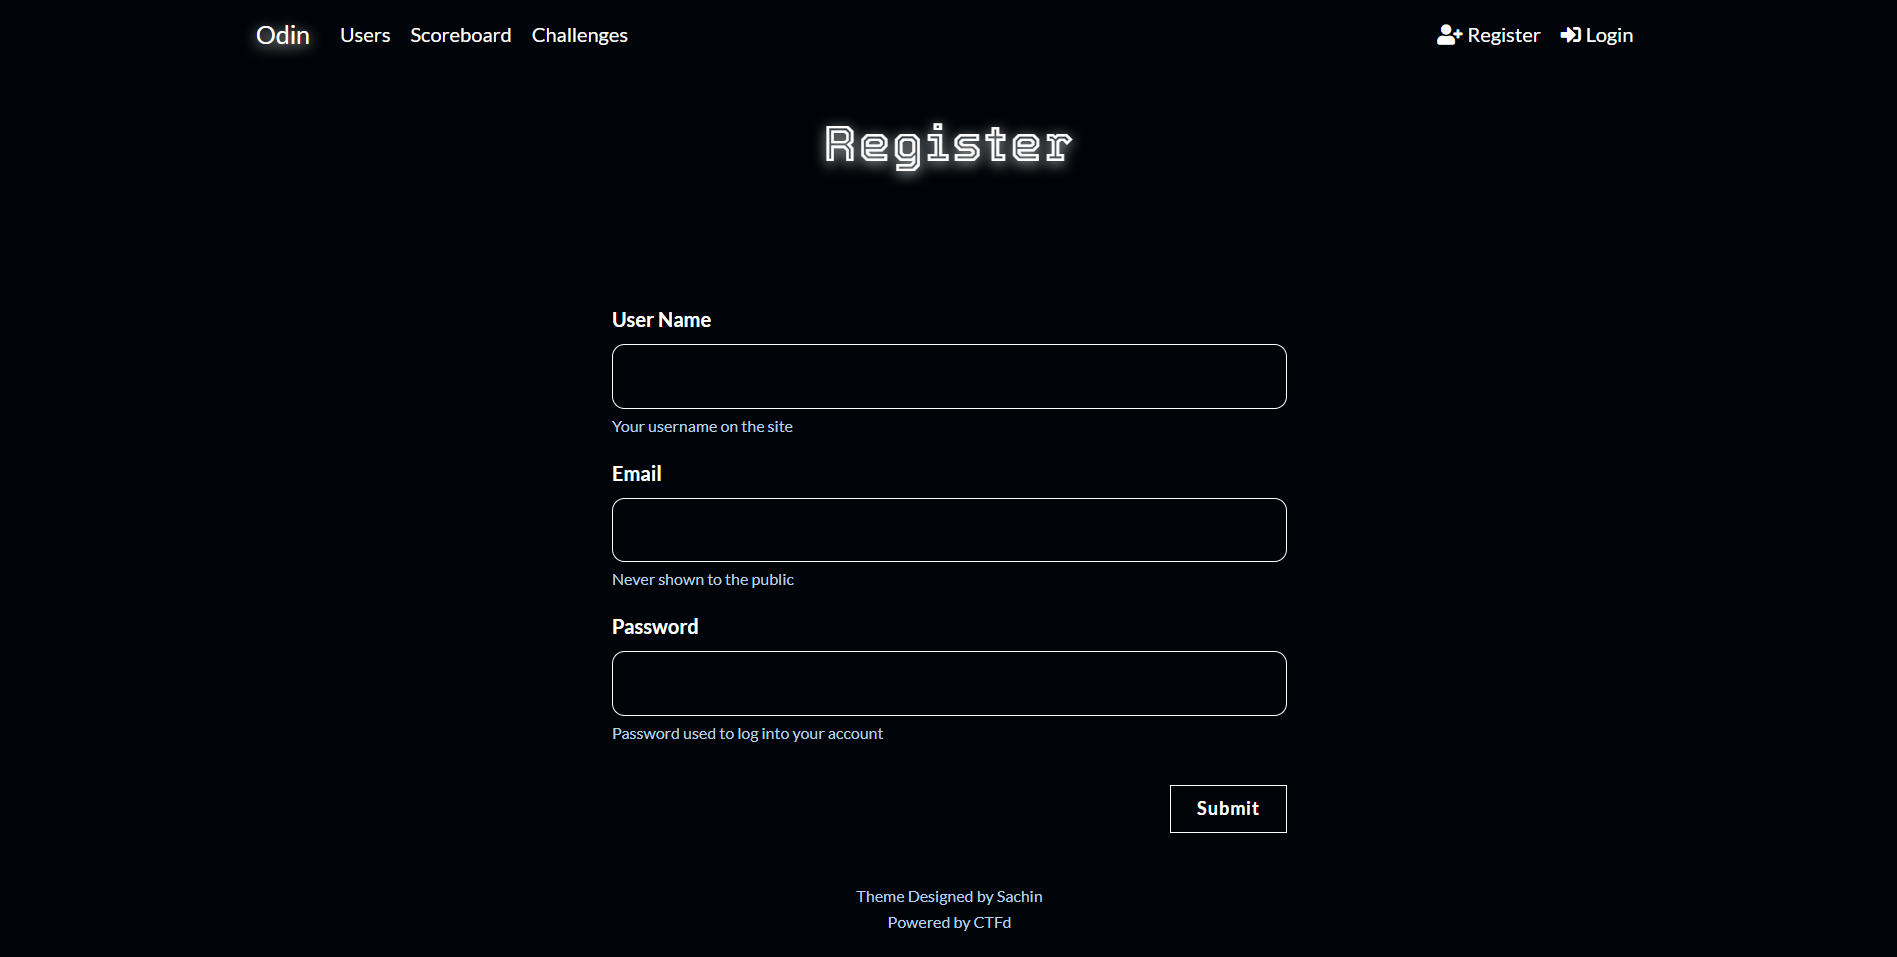 Odin Users Scoreboard Challenges Register Login
Register
User Name
Your username on the site
Email
Never shown to the public
Password
Password used to log into your account
Submit
Theme Designed by Sachin
Powered by CTFd